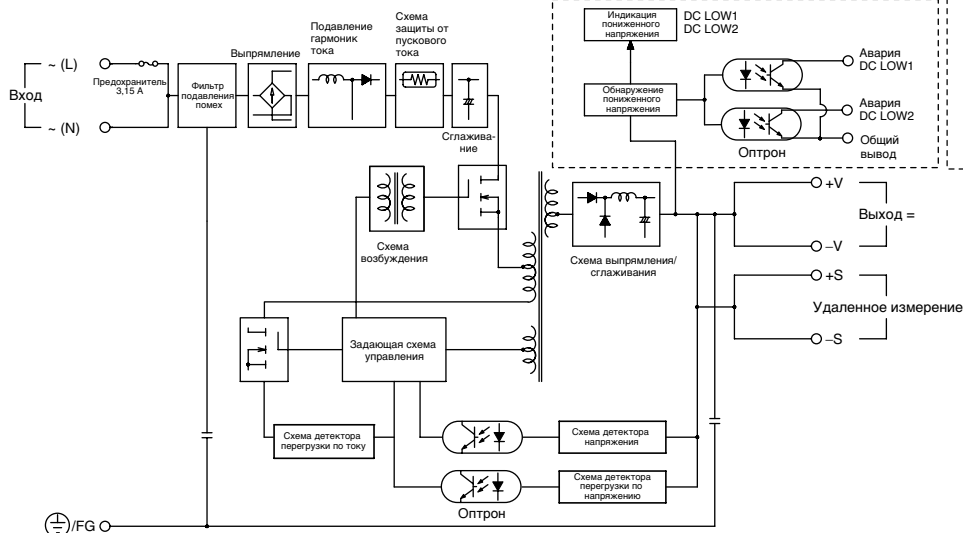 Вход
~ (L)
~ (N)
Предохранитель
3,15 А
Фильтр
подавления
помех
Выпрямление
Подавление
гармоник
тока
Схема
защиты от
пускового
тока
Сглажива-
ние
Индикация
пониженного
напряжения
DC LOW1
DC LOW2
Обнаружение
пониженного
напряжения
Оптрон
Авария
DC LOW1
Авария
DC LOW2
Общий
вывод
Схема
возбуждения
Схема выпрямления/
сглаживания
+V
Выход =
–V
+S
Удаленное измерение
–S
Задающая схема
управления
Схема детектора
перегрузки по току
Схема детектора
напряжения
Схема детектора
перегрузки по
напряжению
Оптрон
/FG